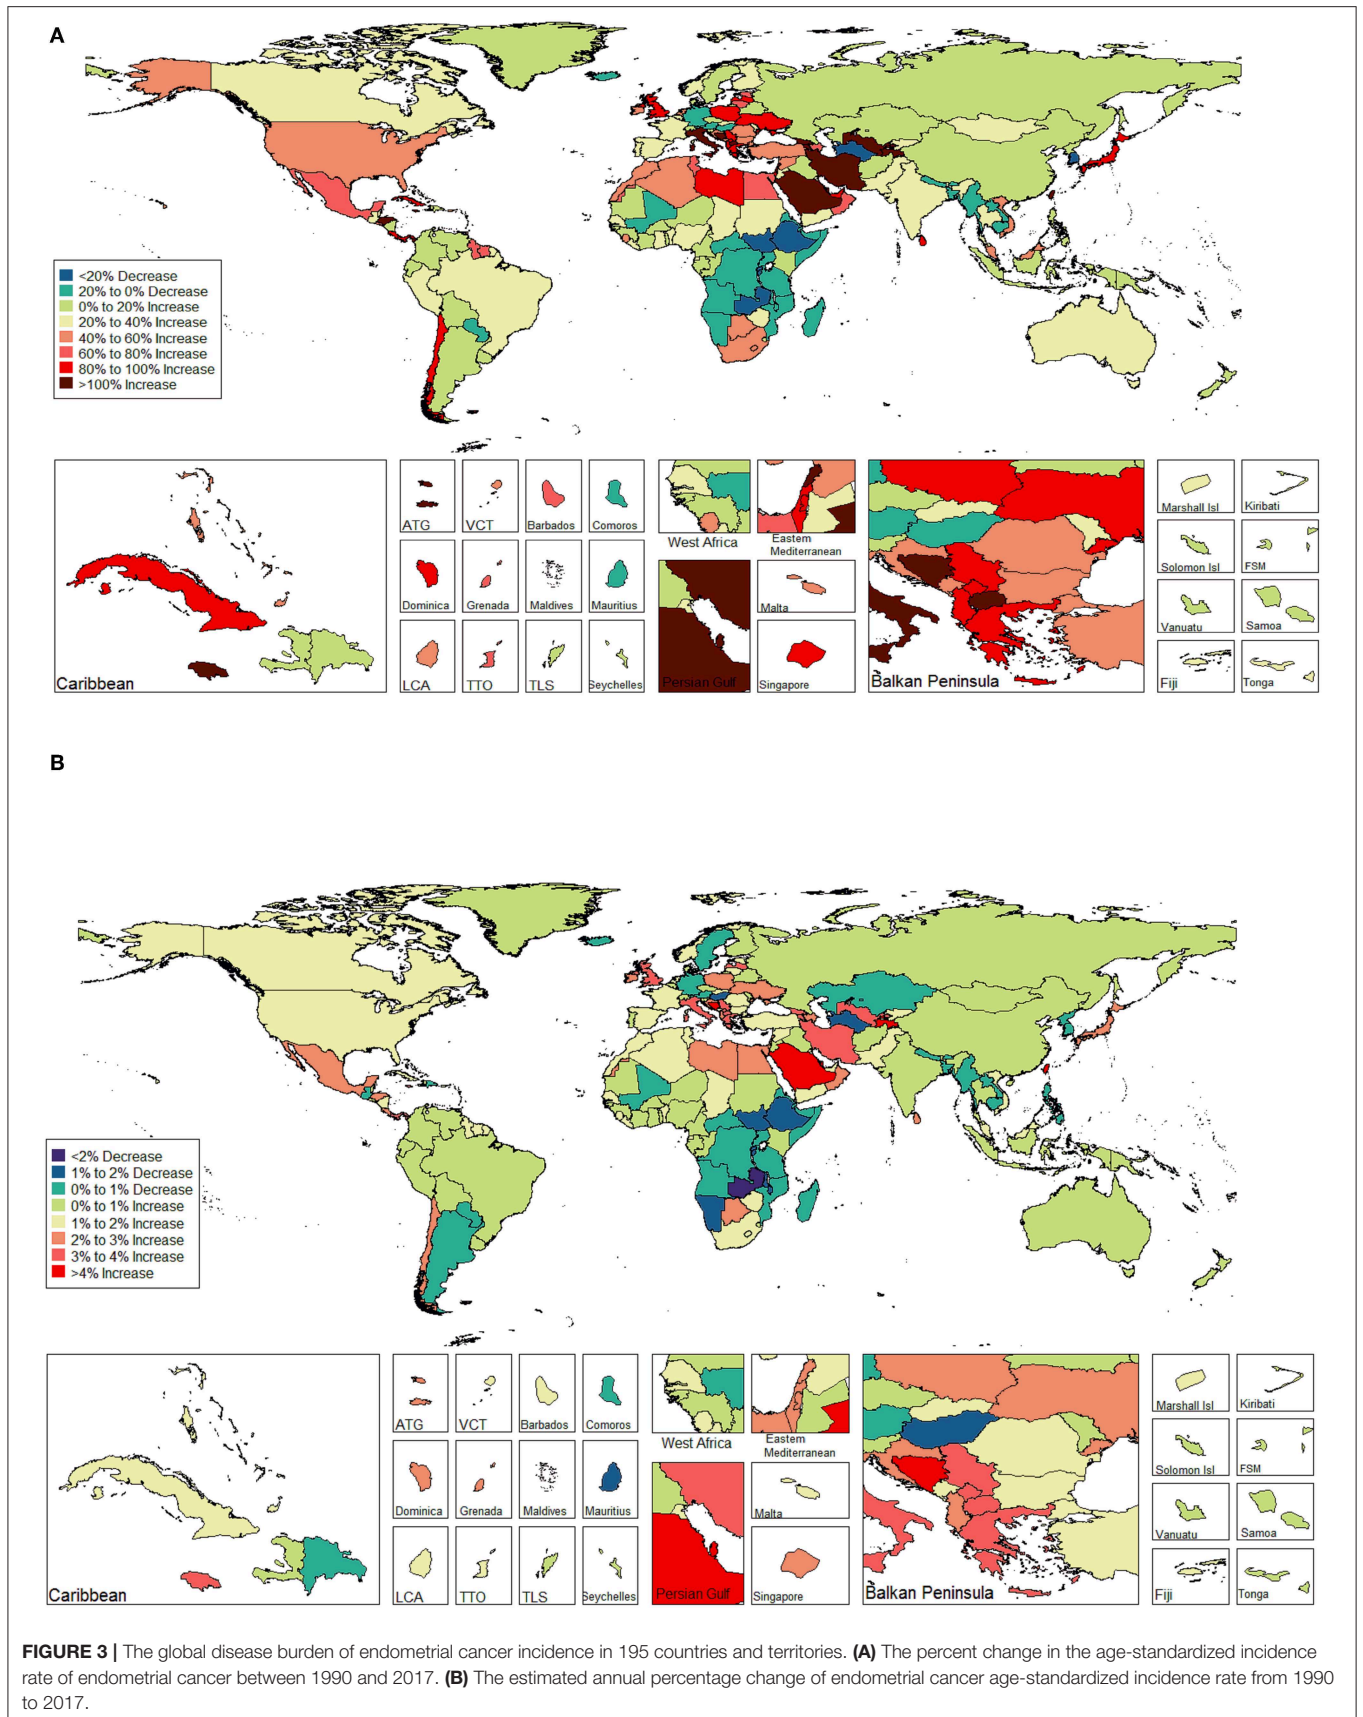 A
<20% Decrease
20% to 0% Decrease
0% to 20% Increase
20% to 40% Increase
40% to 60% Increase
60% to 80% Increase
80% to 100% Increase
>100% Increase
Caribbean
ATG
VCT
Barbados
Comoros
Dominica
Grenada
Maldives
Mauritius
LCA
TTO
TLS
Seychelles
West Africa
Eastern
Mediterranean
Persian Gulf
Malta
Singapore
Balkan Peninsula
Marshall Isl
Kiribati
Solomon Isl
FSM
Vanuatu
Samoa
Fiji
Tonga
B
<2% Decrease
1% to 2% Decrease
0% to 1% Decrease
0% to 1% Increase
1% to 2% Increase
2% to 3% Increase
3% to 4% Increase
>4% Increase
Caribbean
ATG
VCT
Barbados
Comoros
Dominica
Grenada
Maldives
Mauritius
LCA
TTO
TLS
Seychelles
West Africa
Eastern
Mediterranean
Persian Gulf
Malta
Singapore
Balkan Peninsula
Marshall Isl
Kiribati
Solomon Isl
FSM
Vanuatu
Samoa
Fiji
Tonga
FIGURE 3 | The global disease burden of endometrial cancer incidence in 195 countries and territories. (A) The percent change in the age-standardized incidence
rate of endometrial cancer between 1990 and 2017. (B) The estimated annual percentage change of endometrial cancer age-standardized incidence rate from 1990
to 2017.